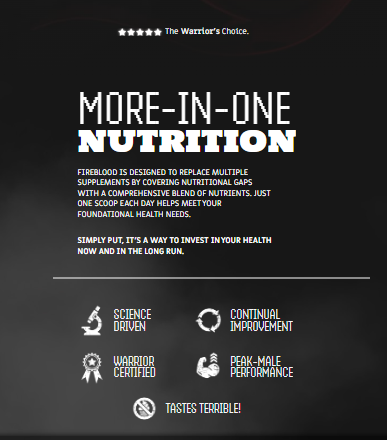 The Warrior's Choice.
MORE-IN-ONE
NUTRITION
FIREBLOOD IS DESIGNED TO REPLACE MULTIPLE
SUPPLEMENTS BY COVERING NUTRITIONAL GAPS
WITH A COMPREHENSIVE BLEND OF NUTRIENTS. JUST
ONE SCOOP EACH DAY HELPS MEET YOUR
FOUNDATIONAL HEALTH NEEDS.
SIMPLY PUT, IT'S A WAY TO INVEST IN YOUR HEALTH
NOW AND IN THE LONG RUN.
SCIENCE
DRIVEN
CONTINUAL
IMPROVEMENT
WARRIOR
CERTIFIED
PEAK-MALE
PERFORMANCE
TASTES TERRIBLE!